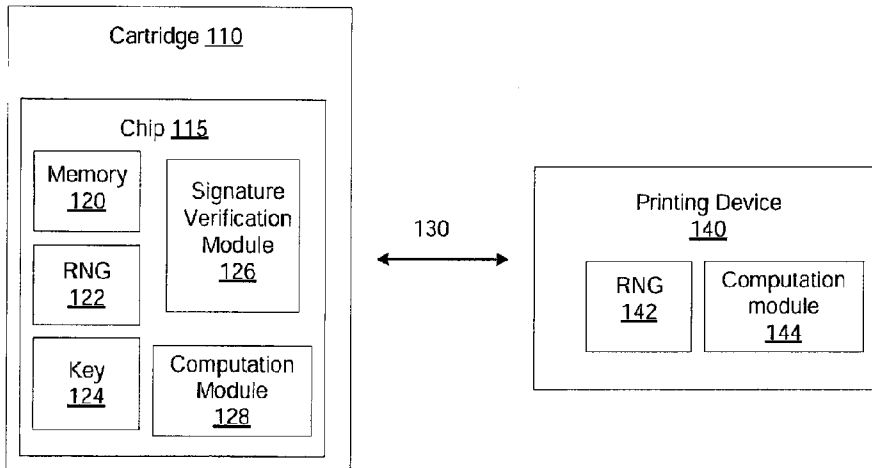 Cartridge 110
Chip 115
Memory
120
Signature
Verification
Module
126
RNG
122
Key
124
Computation
Module
128
130
Printing Device
140
RNG
142
Computation
module
144